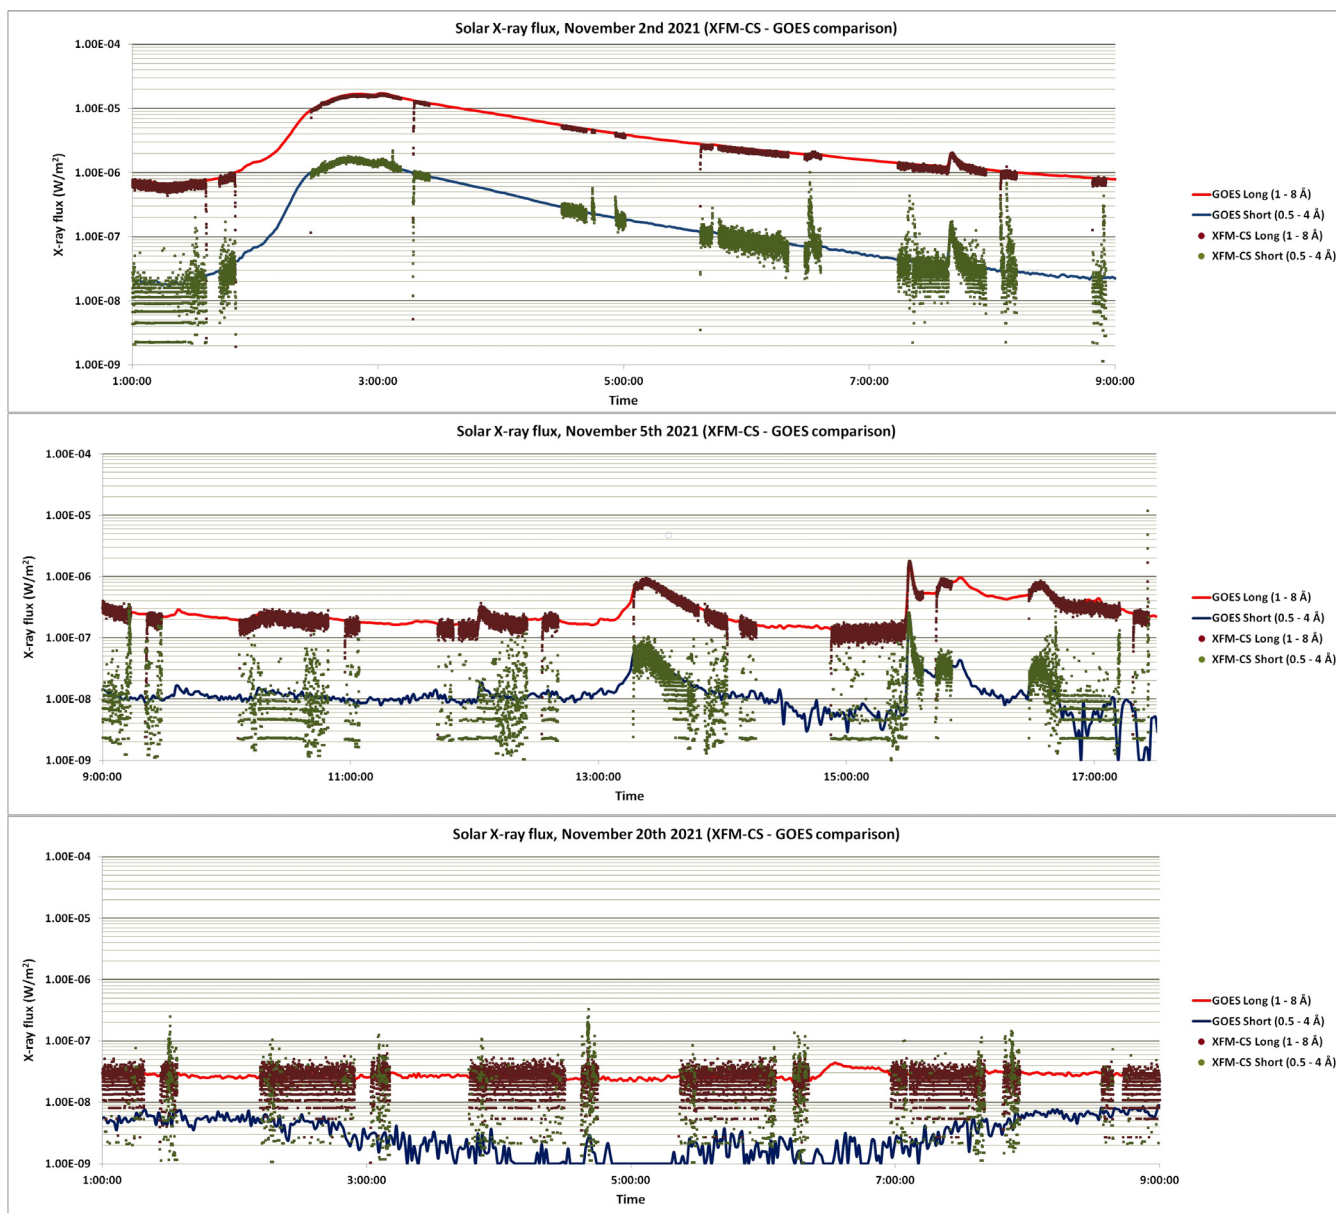 Solar X-ray flux, November 2nd 2021 (XFM-CS - GOES comparison)
1.00E-04
1.00E-05
1.00E-06
1.00E-07
1.00E-08
1.00E-09
X-ray flux (W/m²)
1:00:00 3:00:00 5:00:00 7:00:00 9:00:00
Time
GOES Long (1 - 8 Å)
GOES Short (0.5 - 4 Å)
XFM-CS Long (1 - 8 Å)
XFM-CS Short (0.5 - 4 Å)
Solar X-ray flux, November 5th 2021 (XFM-CS - GOES comparison)
1.00E-04
1.00E-05
1.00E-06
1.00E-07
1.00E-08
1.00E-09
X-ray flux (W/m²)
9:00:00 11:00:00 13:00:00 15:00:00 17:00:00
Time
GOES Long (1 - 8 Å)
GOES Short (0.5 - 4 Å)
XFM-CS Long (1 - 8 Å)
XFM-CS Short (0.5 - 4 Å)
Solar X-ray flux, November 20th 2021 (XFM-CS - GOES comparison)
1.00E-04
1.00E-05
1.00E-06
1.00E-07
1.00E-08
1.00E-09
X-ray flux (W/m²)
1:00:00 3:00:00 5:00:00 7:00:00 9:00:00
Time
GOES Long (1 - 8 Å)
GOES Short (0.5 - 4 Å)
XFM-CS Long (1 - 8 Å)
XFM-CS Short (0.5 - 4 Å)